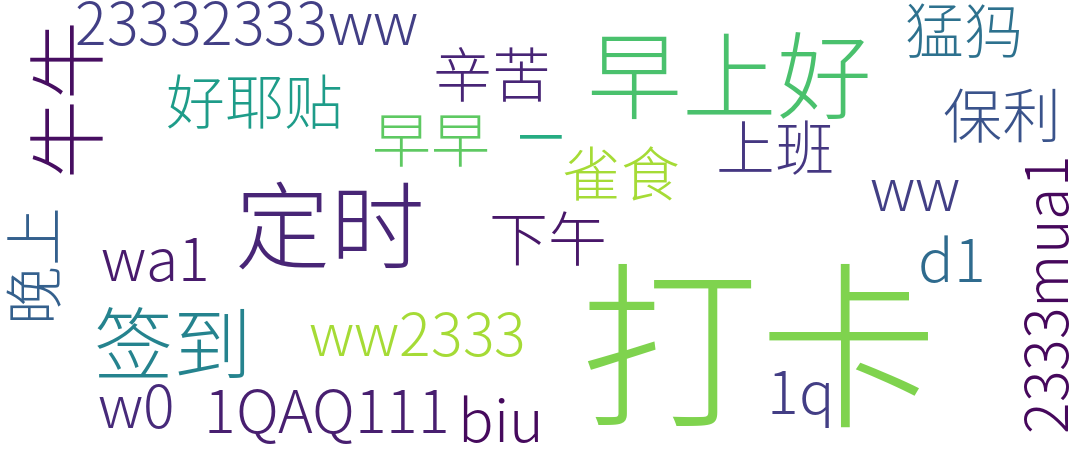 23332333ww
牛牛
好耶贴
辛苦
早上好
猛犸
早早
一
雀食
上班
保利
ww
2333mua1
晚上
定时
下午
wa1
d1
签到
ww2333
打卡
w0
1QAQ111
biu
1q